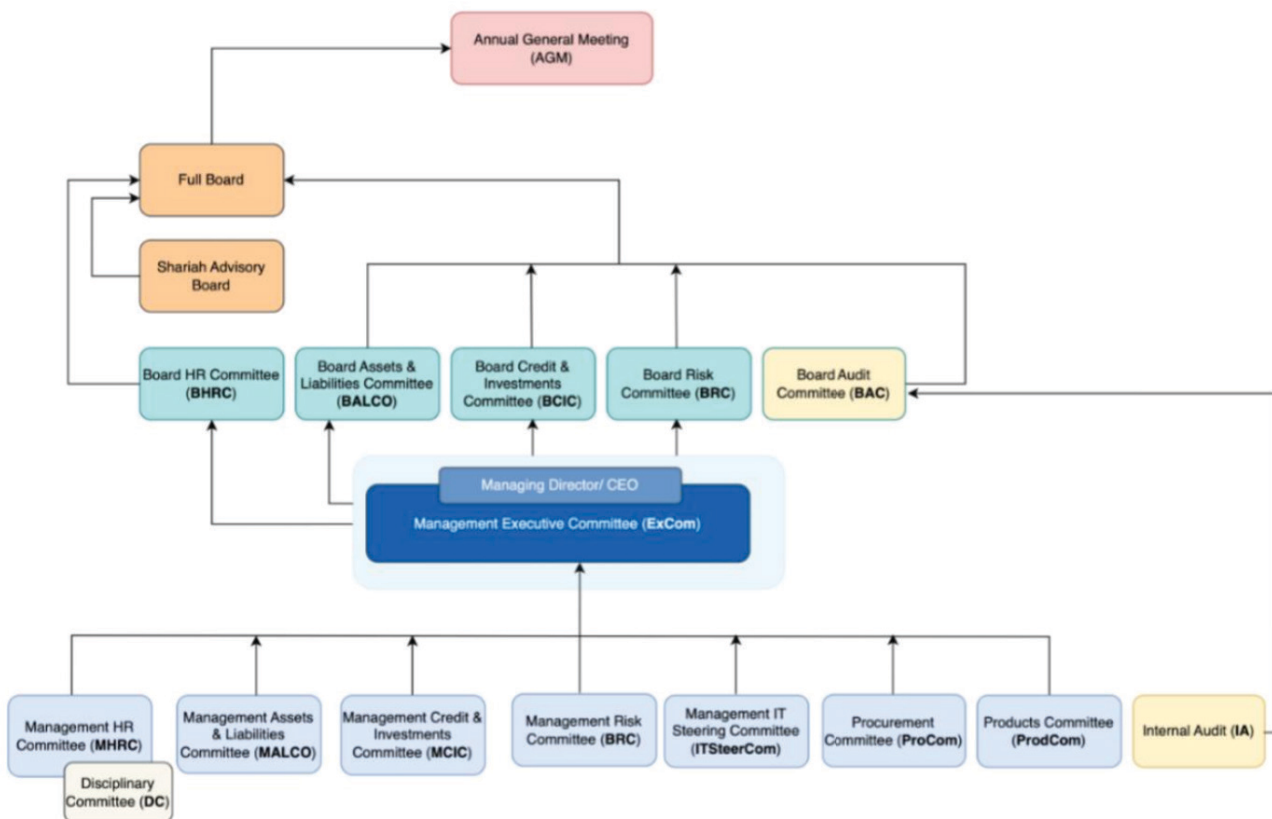 Annual General Meeting
(AGM)
Full Board
Shariah Advisory
Board
Board HR Committee
(BHRC)
Board Assets &
Liabilities Committee
(BALCO)
Board Credit &
Investments
Committee (BCIC)
Board Risk
Committee (BRC)
Board Audit
Committee (BAC)
Managing Director/ CEO
Management Executive Committee (ExCom)
Management HR
Committee (MHRC)
Disciplinary
Committee (DC)
Management Assets
& Liabilities
Committee (MALCO)
Management Credit &
Investments
Committee (MCIC)
Management Risk
Committee (BRC)
Management IT
Steering Committee
(ITSteerCom)
Procurement
Committee (ProCom)
Products Committee
(ProdCom)
Internal Audit (IA)